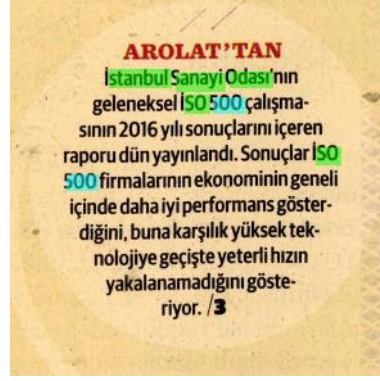 AROLAT’TAN
İstanbul Sanayi Odası’nın
geleneksel İSO 500 çalışma-
sının 2016 yılı sonuçlarını içeren
raporu dün yayınlandı. Sonuçlar İSO
500 firmalarının ekonominin geneli
içinde daha iyi performans göster-
diğini, buna karşılık yüksek tek-
nolojiye geçişte yeterli hızın
yakalanamadığını göste-
riyor. /3